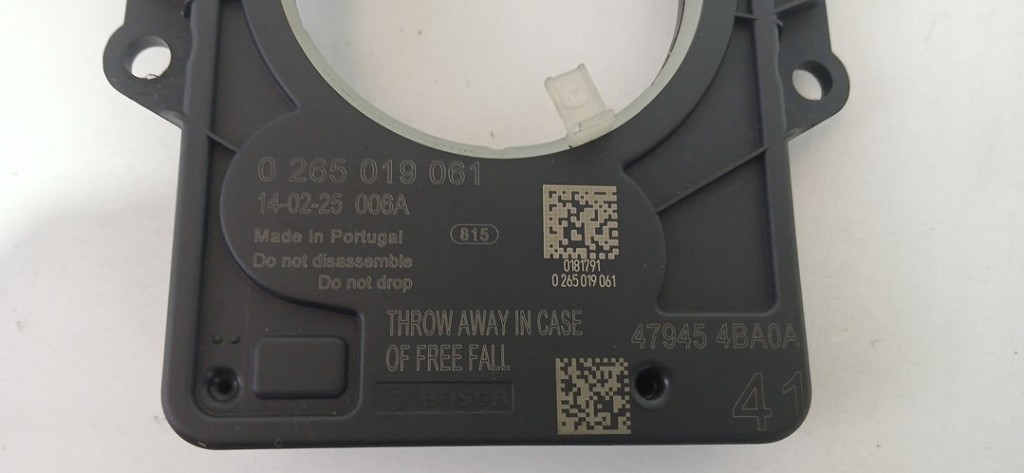 0 265 019 061
14-02-25 006A
Made in Portugal
815
Do not disassemble
Do not drop
0181791
0 265 019 061
THROW AWAY IN CASE
OF FREE FALL
47945 4BA0A
BOSCH
41